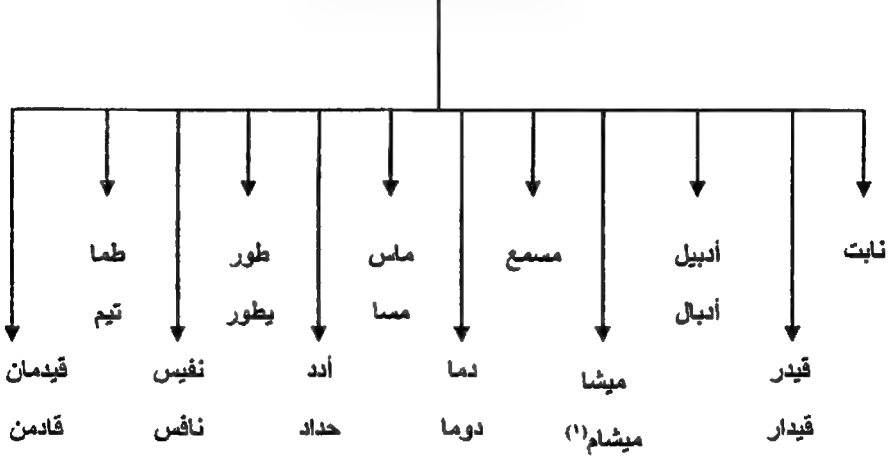 نابت
أدبيل
مسمع
ماس
طور
طما
أدبال
مسا
يطور
تيم
قيدر
ميشا
دما
أدد
نفيس
قيدمان
قيدار
ميشام(١)
دوما
حداد
نافس
قادمن